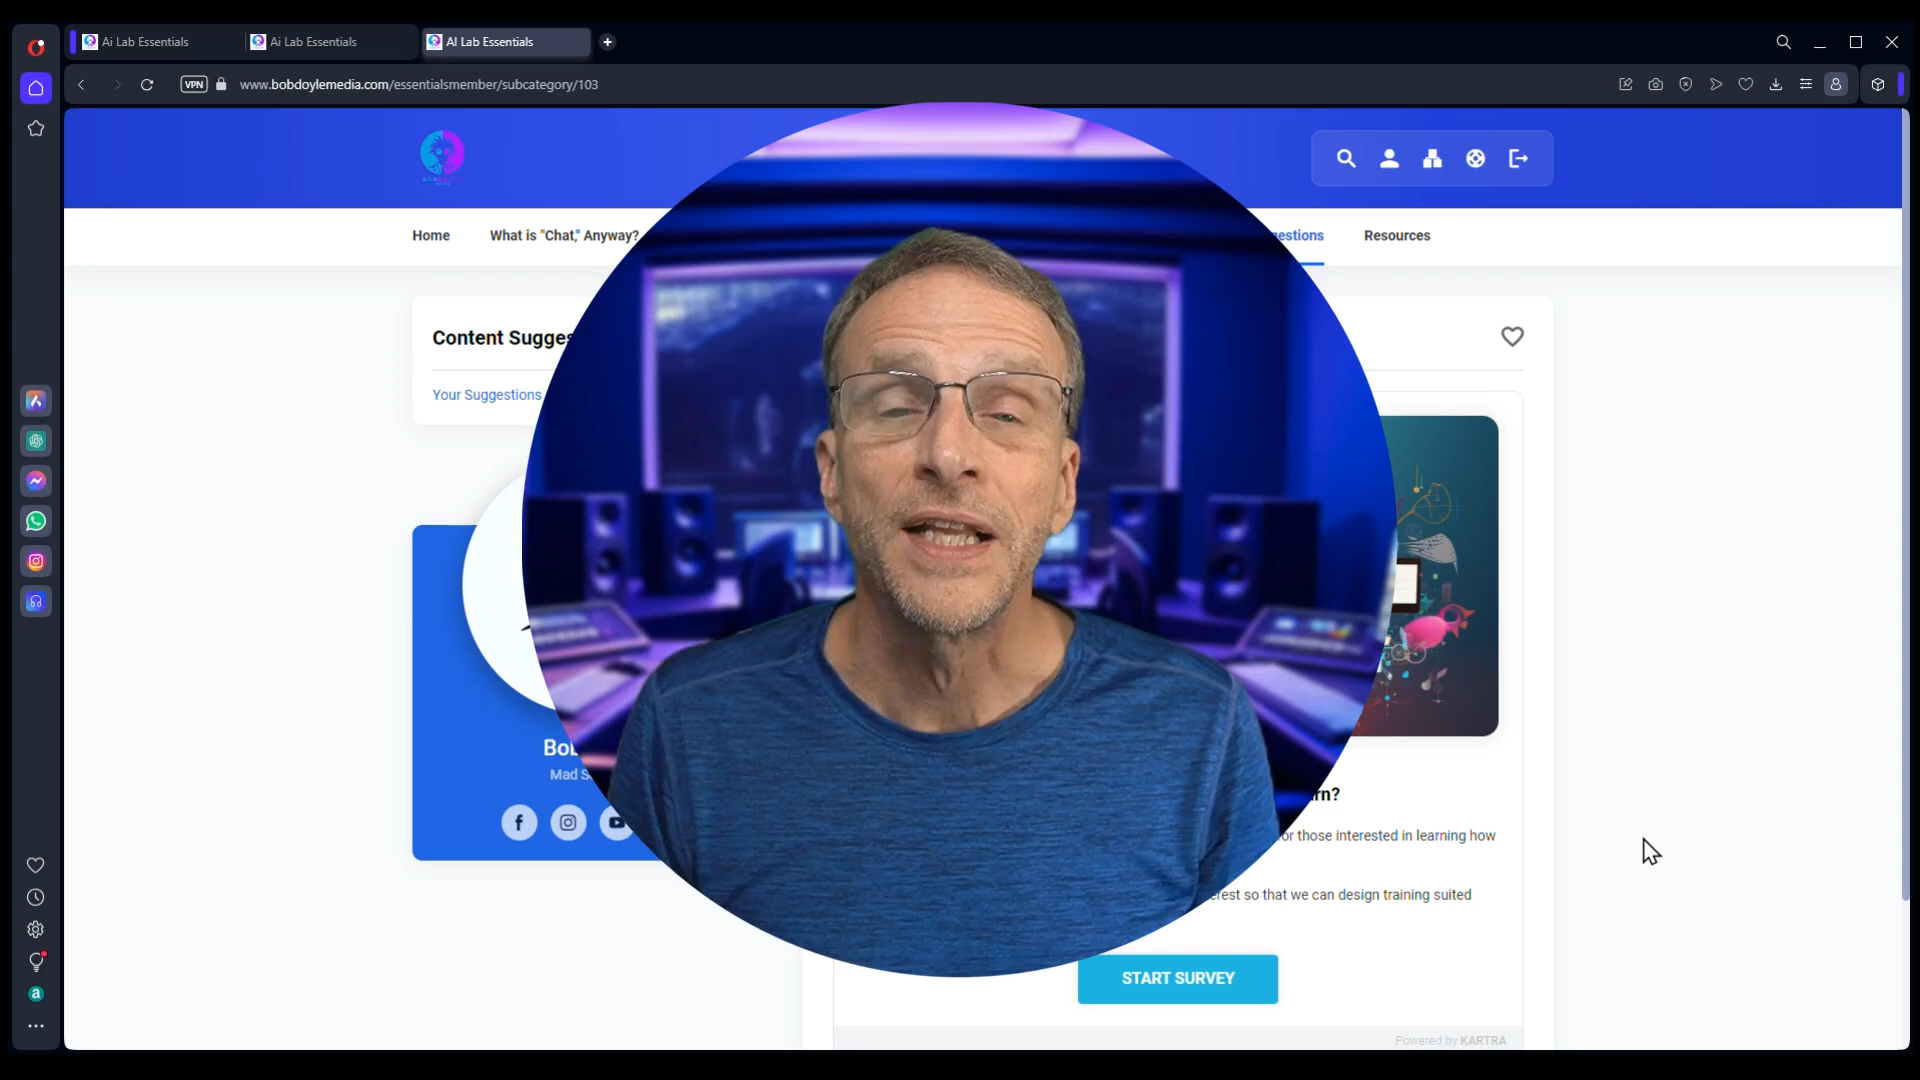 Ai Lab Essentials
Ai Lab Essentials
AI Lab Essentials
VPN
www.bobdoylemedia.com/essentialsmember/subcategory/103
Home
What is "Chat," Anyway?
estions
Resources
Content Sugges
Your Suggestions
Bob
Mad S
rn?
or those interested in learning how
erest so that we can design training suited
START SURVEY
Powered by KARTRA
a